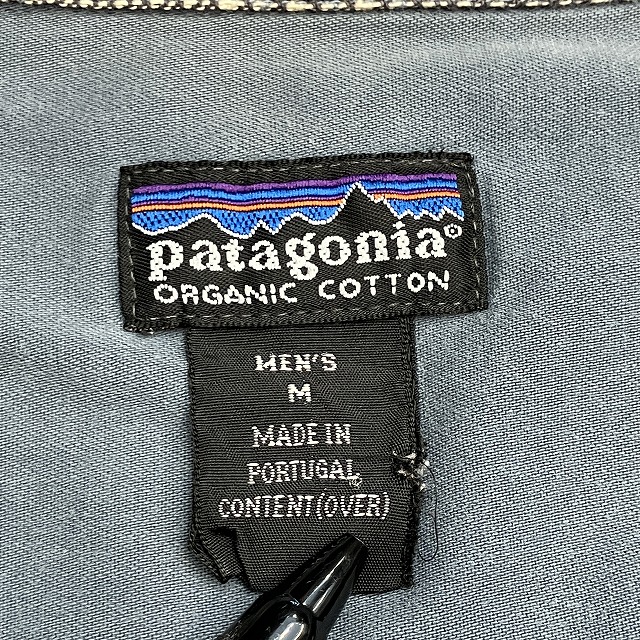 patagonia®
ORGANIC COTTON
MEN'S
M
MADE IN
PORTUGAL
CONTENT (OVER)